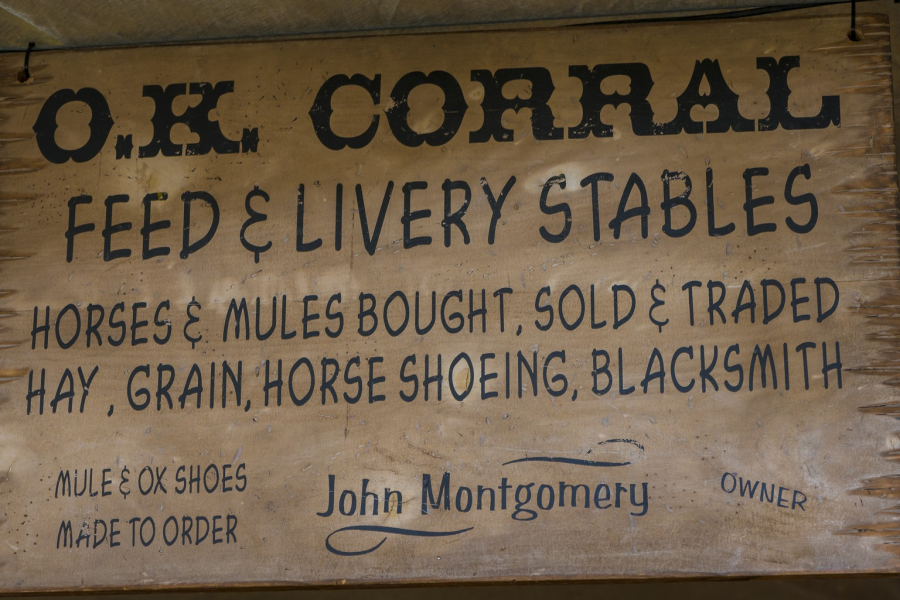 O.K. CORRAL
FEED & LIVERY STABLES
HORSES & MULES BOUGHT, SOLD & TRADED
HAY , GRAIN, HORSE SHOEING, BLACKSMITH
MULE & OX SHOES
MADE TO ORDER
John Montgomery
OWNER